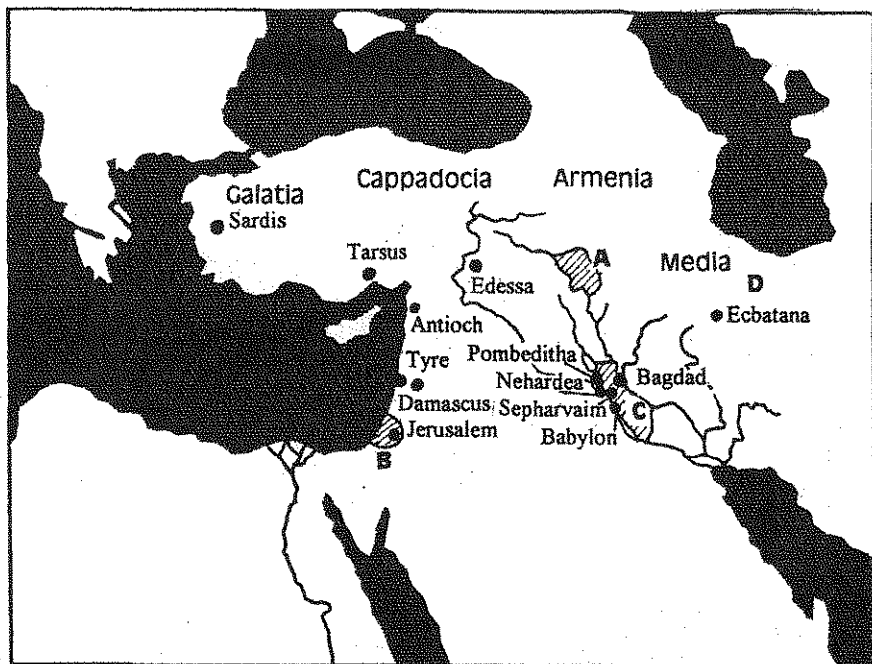 Galatia
Cappadocia
Armenia
Sardis
Tarsus
Edessa
A
Media
D
Ecbatana
Antioch
Pombeditha
Bagdad
Tyre
Nehardea
Damascus
Sepharvaim
C
Jerusalem
Babylon
B